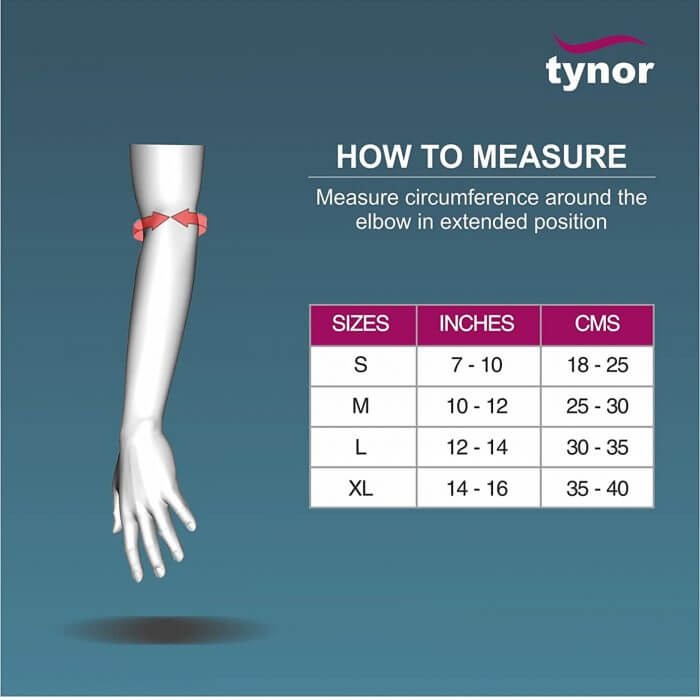 tynor
HOW TO MEASURE
Measure circumference around the
elbow in extended position
SIZES INCHES CMS
S 7 - 10 18 - 25
M 10 - 12 25 - 30
L 12 - 14 30 - 35
XL 14 - 16 35 - 40